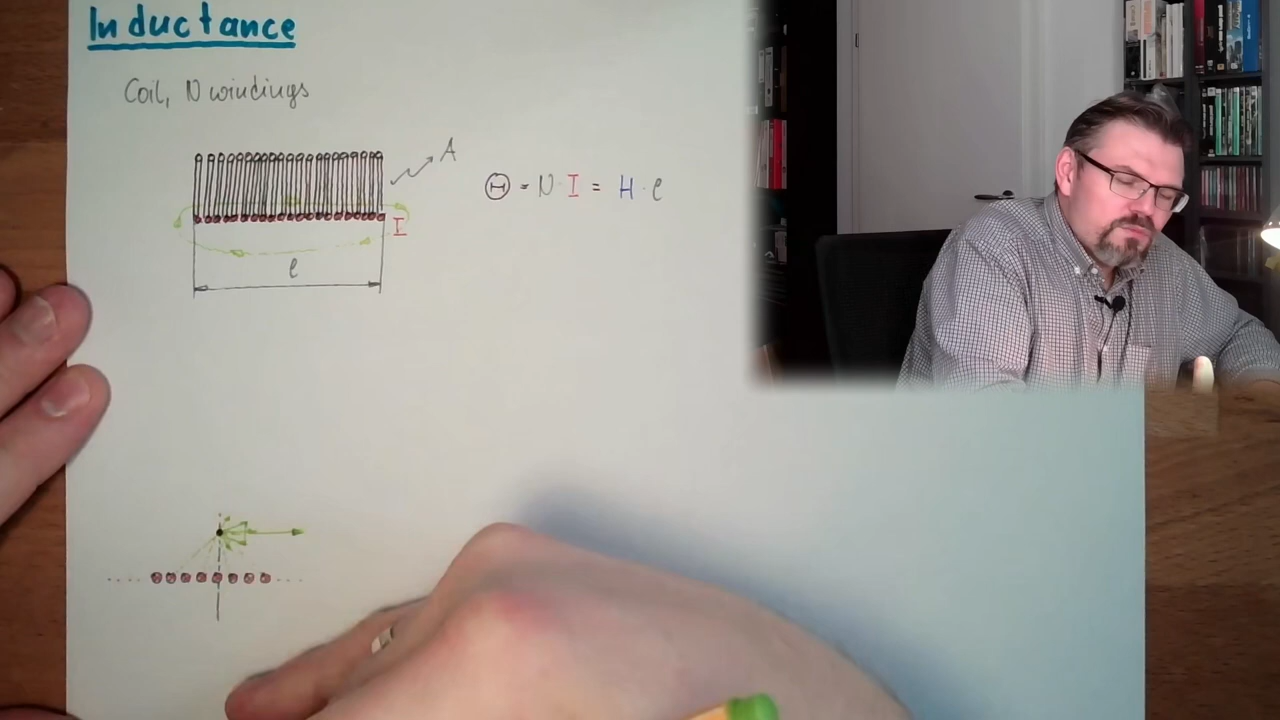 Inductance
Coil, N windings
A
Θ = N · I = H · l
I
l